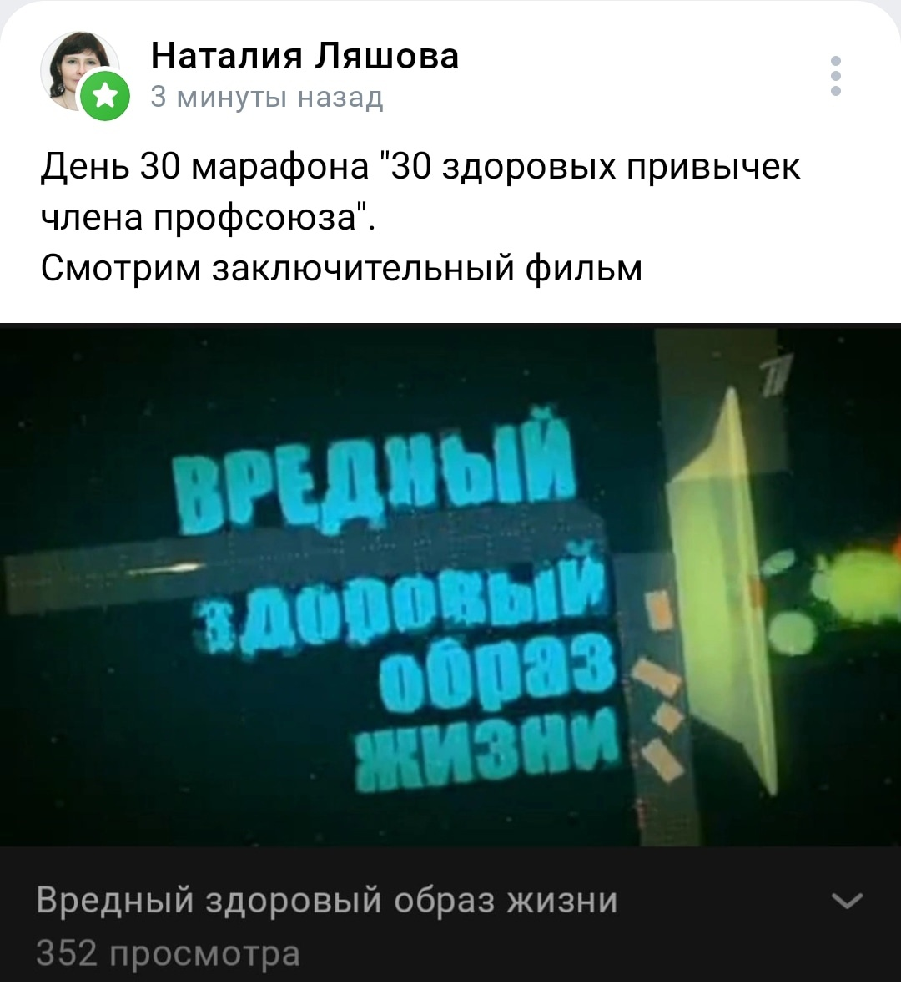 Наталия Ляшова
3 минуты назад
День 30 марафона "30 здоровых привычек
члена профсоюза".
Смотрим заключительный фильм
ВРЕДНЫЙ
ЗДОРОВЫЙ
ОБРАЗ
ЖИЗНИ
Вредный здоровый образ жизни
352 просмотра